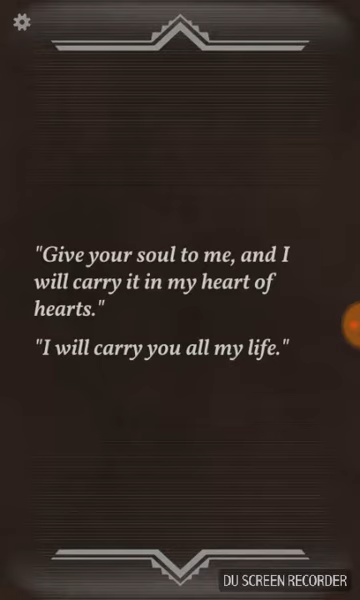 "Give your soul to me, and I
will carry it in my heart of
hearts."
"I will carry you all my life."
DU SCREEN RECORDER